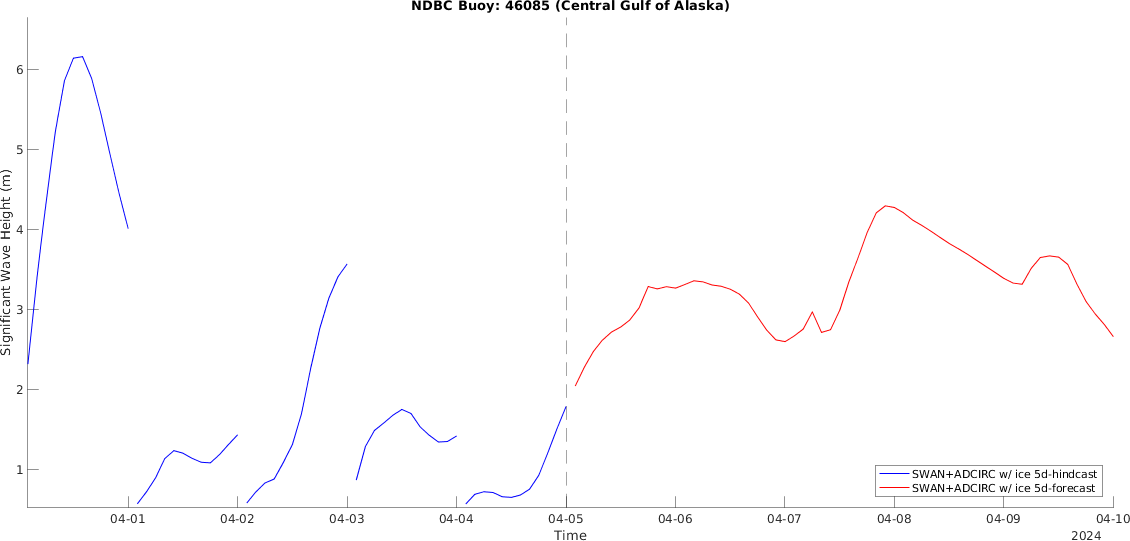 NDBC Buoy: 46085 (Central Gulf of Alaska)
Significant Wave Height (m)
6
5
4
3
2
1
SWAN+ADCIRC w/ ice 5d-hindcast
SWAN+ADCIRC w/ ice 5d-forecast
04-01 04-02 04-03 04-04 04-05 04-06 04-07 04-08 04-09 04-10
Time
2024